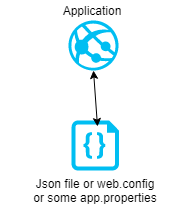 Application
{ }
Json file or web.config
or some app.properties